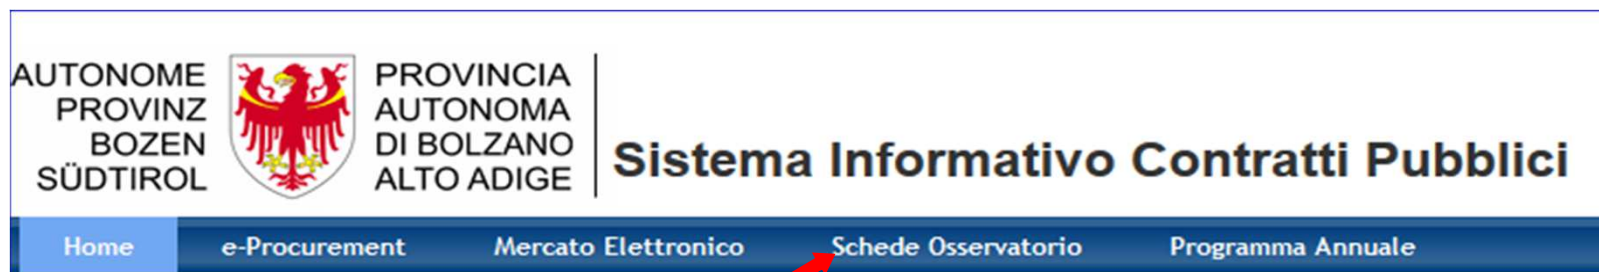 AUTONOME
PROVINZ
BOZEN
SÜDTIROL
PROVINCIA
AUTONOMA
DI BOLZANO
ALTO ADIGE
Sistema Informativo Contratti Pubblici
Home e-Procurement Mercato Elettronico Schede Osservatorio Programma Annuale